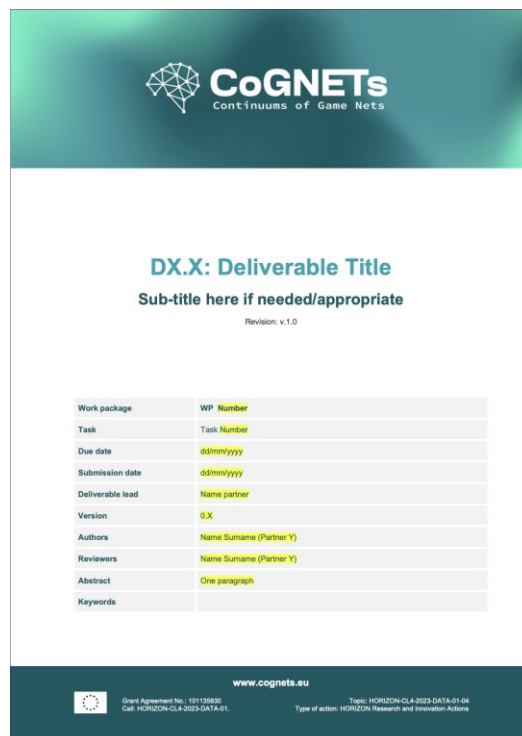 CoGNETs
Continuums of Game Nets
DX.X: Deliverable Title
Sub-title here if needed/appropriate
Revision: v.1.0
Work package WP Number
Task Task Number
Due date dd/mm/yyyy
Submission date dd/mm/yyyy
Deliverable lead Name partner
Version 0.X
Authors Name Surname (Partner Y)
Reviewers Name Surname (Partner Y)
Abstract One paragraph
Keywords
www.cognets.eu
Grant Agreement No.: 101135930 Topic: HORIZON-CL4-2023-DATA-01-04
Call: HORIZON-CL4-2023-DATA-01. Type of action: HORIZON Research and Innovation Actions